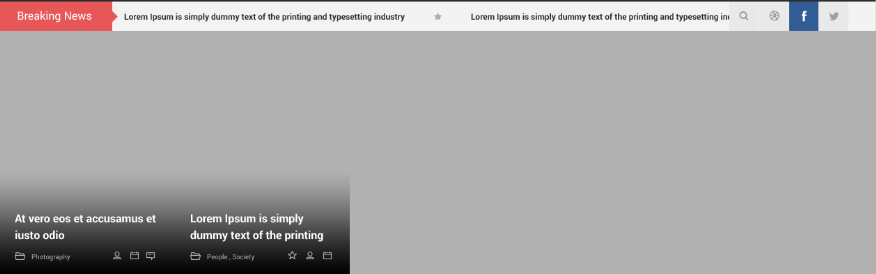 Breaking News
Lorem Ipsum is simply dummy text of the printing and typesetting industry
Lorem Ipsum is simply dummy text of the printing and typesetting
At vero eos et accusamus et
iusto odio
Photography
Lorem Ipsum is simply
dummy text of the printing
People , Society